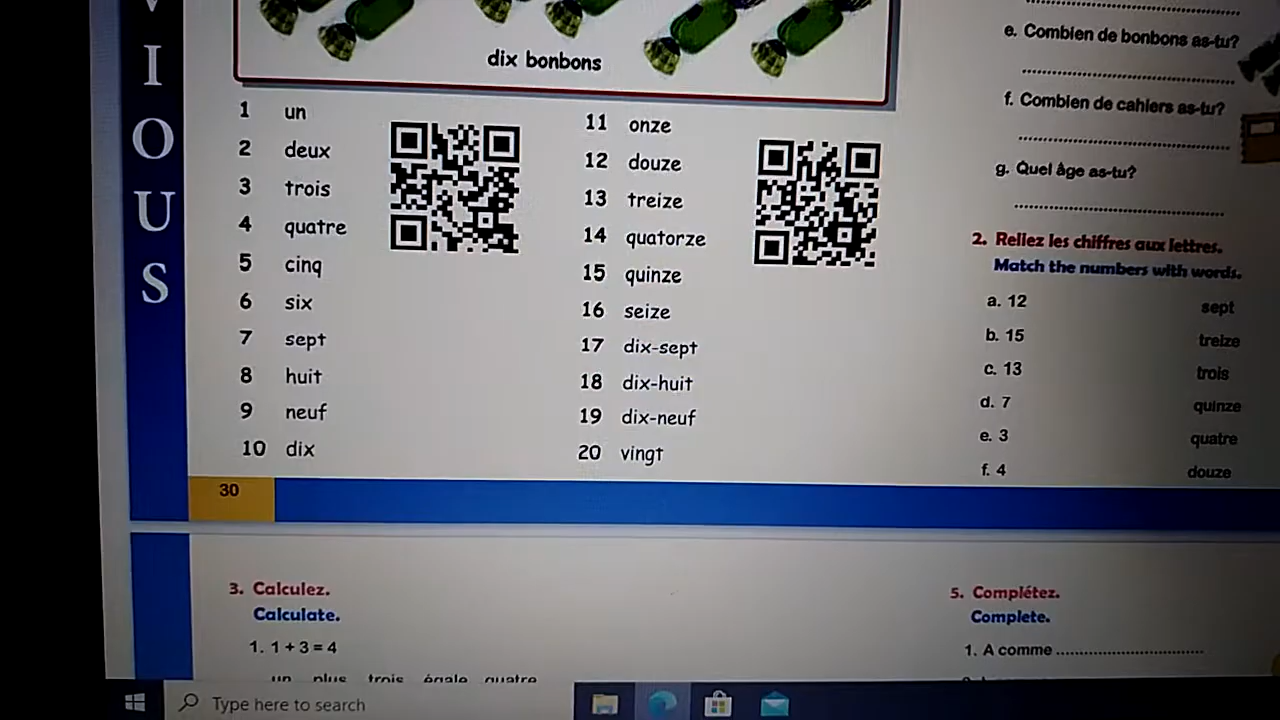 V
I
O
U
S
dix bonbons
1 un
2 deux
3 trois
4 quatre
5 cinq
6 six
7 sept
8 huit
9 neuf
10 dix
11 onze
12 douze
13 treize
14 quatorze
15 quinze
16 seize
17 dix-sept
18 dix-huit
19 dix-neuf
20 vingt
30
e. Combien de bonbons as-tu?
f. Combien de cahiers as-tu?
g. Quel âge as-tu?
2. Reliez les chiffres aux lettres.
Match the numbers with words.
a. 12 sept
b. 15 treize
c. 13 trois
d. 7 quinze
e. 3 quatre
f. 4 douze
3. Calculez.
Calculate.
1. 1 + 3 = 4
un plus trois égale quatre
5. Complétez.
Complete.
1. A comme
Type here to search